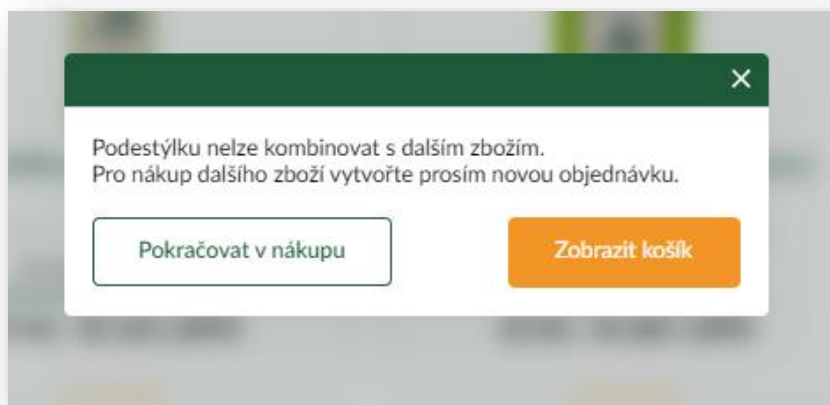 Podestýlku nelze kombinovat s dalším zbožím.
Pro nákup dalšího zboží vytvořte prosím novou objednávku.
Pokračovat v nákupu
Zobrazit košík